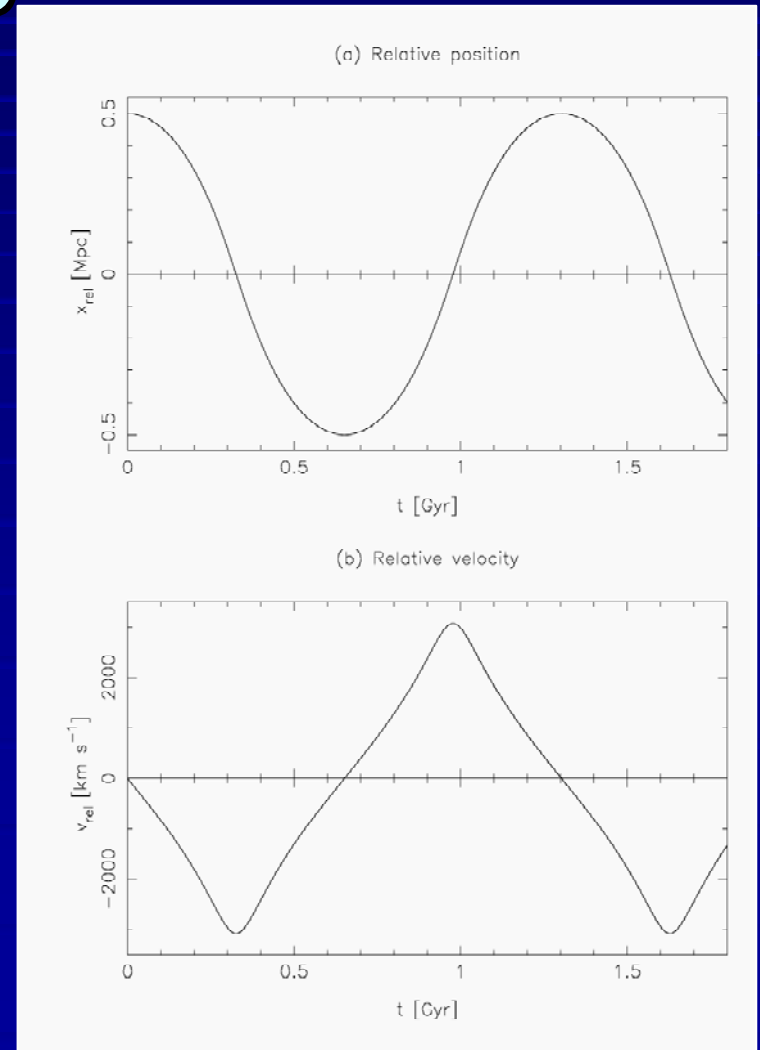 (a) Relative position
0.5
0
−0.5
x_rel [Mpc]
0 0.5 1 1.5
t [Gyr]
(b) Relative velocity
2000
0
−2000
v_rel [km s^−1]
0 0.5 1 1.5
t [Gyr]